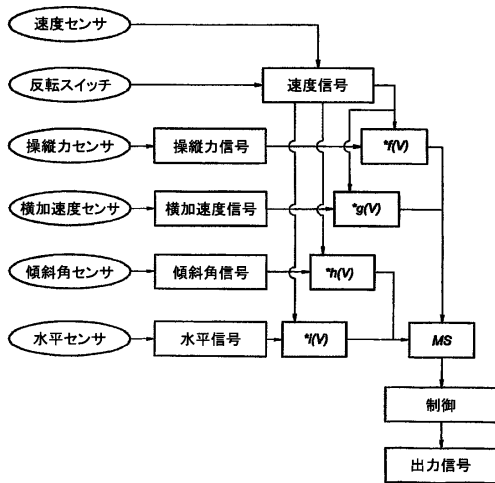 速度センサ
反転スイッチ
速度信号
操縦力センサ
操縦力信号
*f(V)
横加速度センサ
横加速度信号
*g(V)
傾斜角センサ
傾斜角信号
*h(V)
水平センサ
水平信号
*i(V)
MS
制御
出力信号